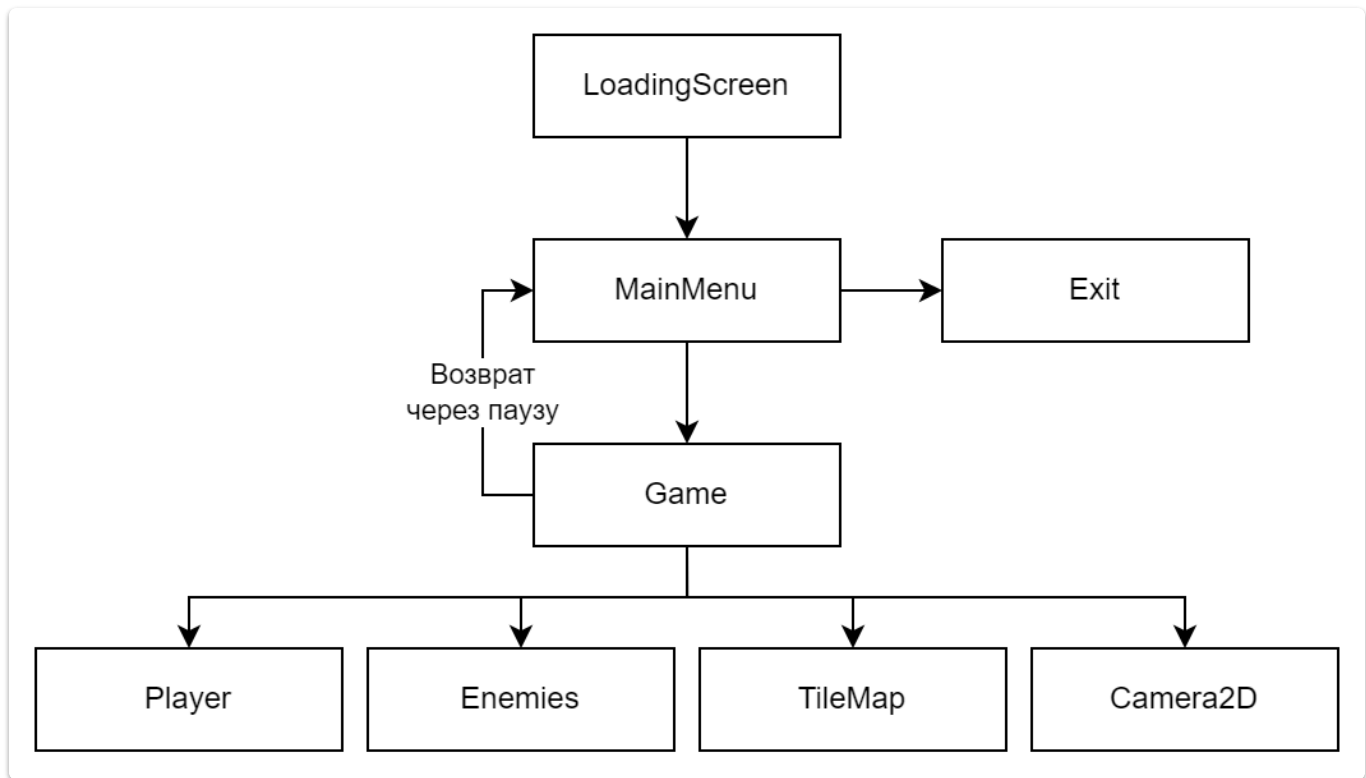 LoadingScreen
MainMenu
Exit
Возврат
через паузу
Game
Player
Enemies
TileMap
Camera2D